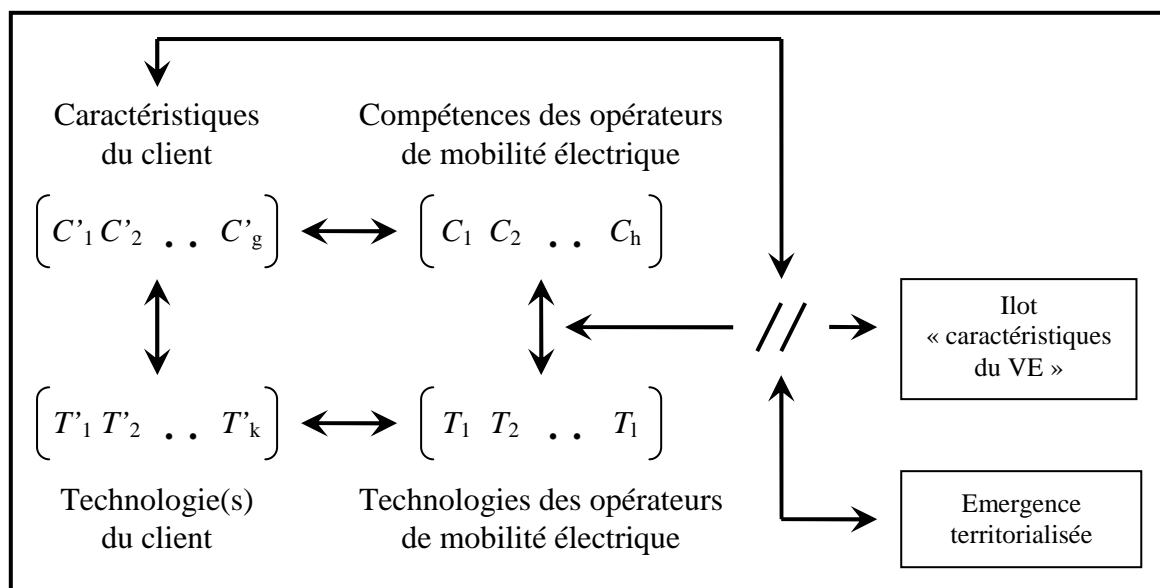 Caractéristiques
du client
Compétences des opérateurs
de mobilité électrique
C'1 C'2 . . C'g
C1 C2 . . Ch
//
Ilot
« caractéristiques
du VE »
T'1 T'2 . . T'k
T1 T2 . . Tl
Technologie(s)
du client
Technologies des opérateurs
de mobilité électrique
Emergence
territorialisée